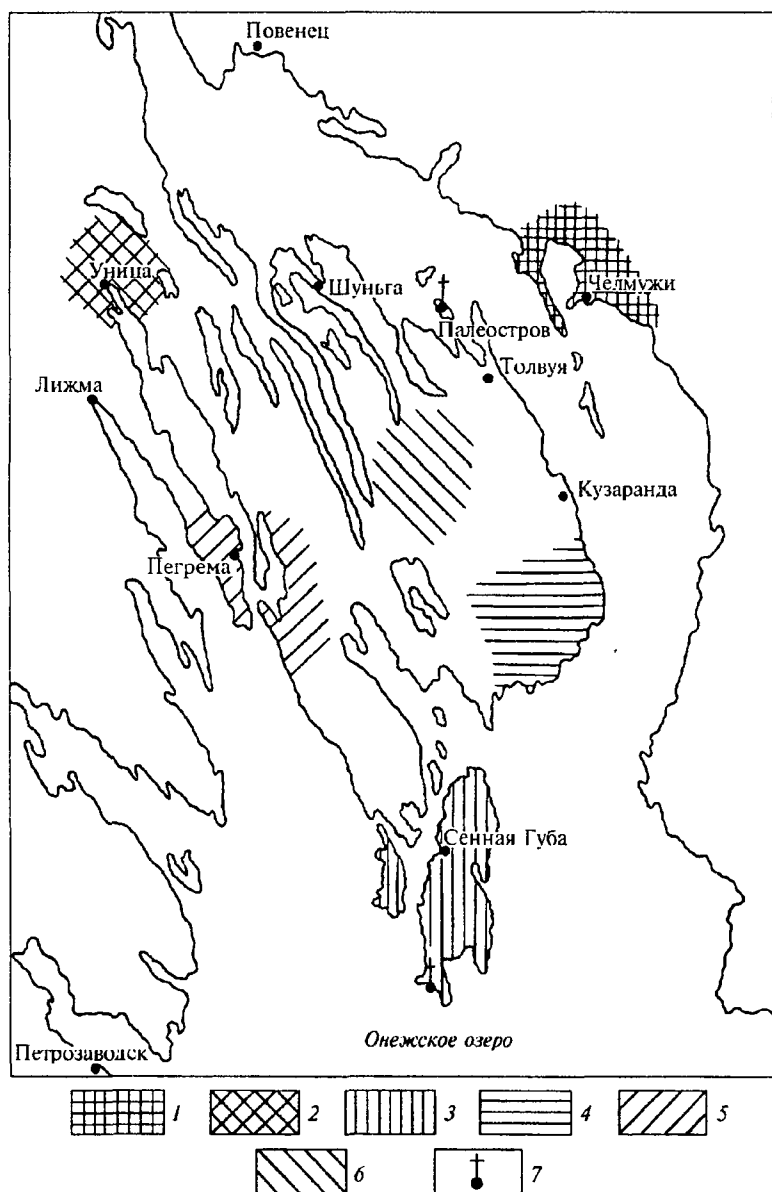 Повенец
Уница
Шуньга
Челмужи
Палеостров
Толвуя
Лижма
Кузаранда
Пегрема
Сенная Губа
Онежское озеро
Петрозаводск
1 2 3 4 5
6 7